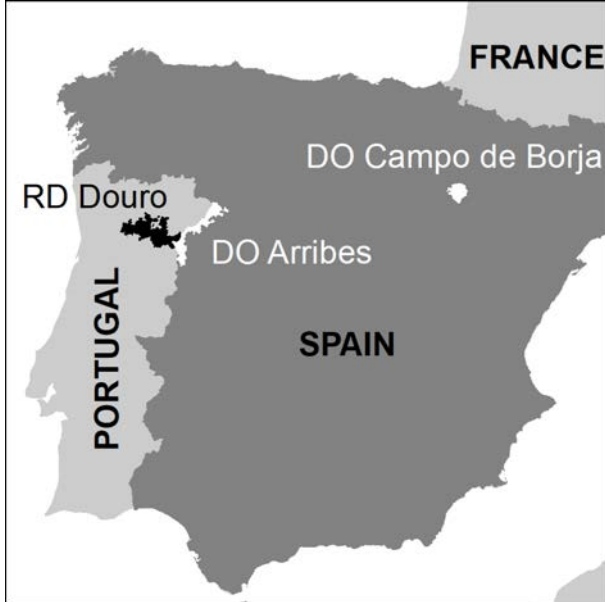 FRANCE
DO Campo de Borja
RD Douro
DO Arribes
SPAIN
PORTUGAL